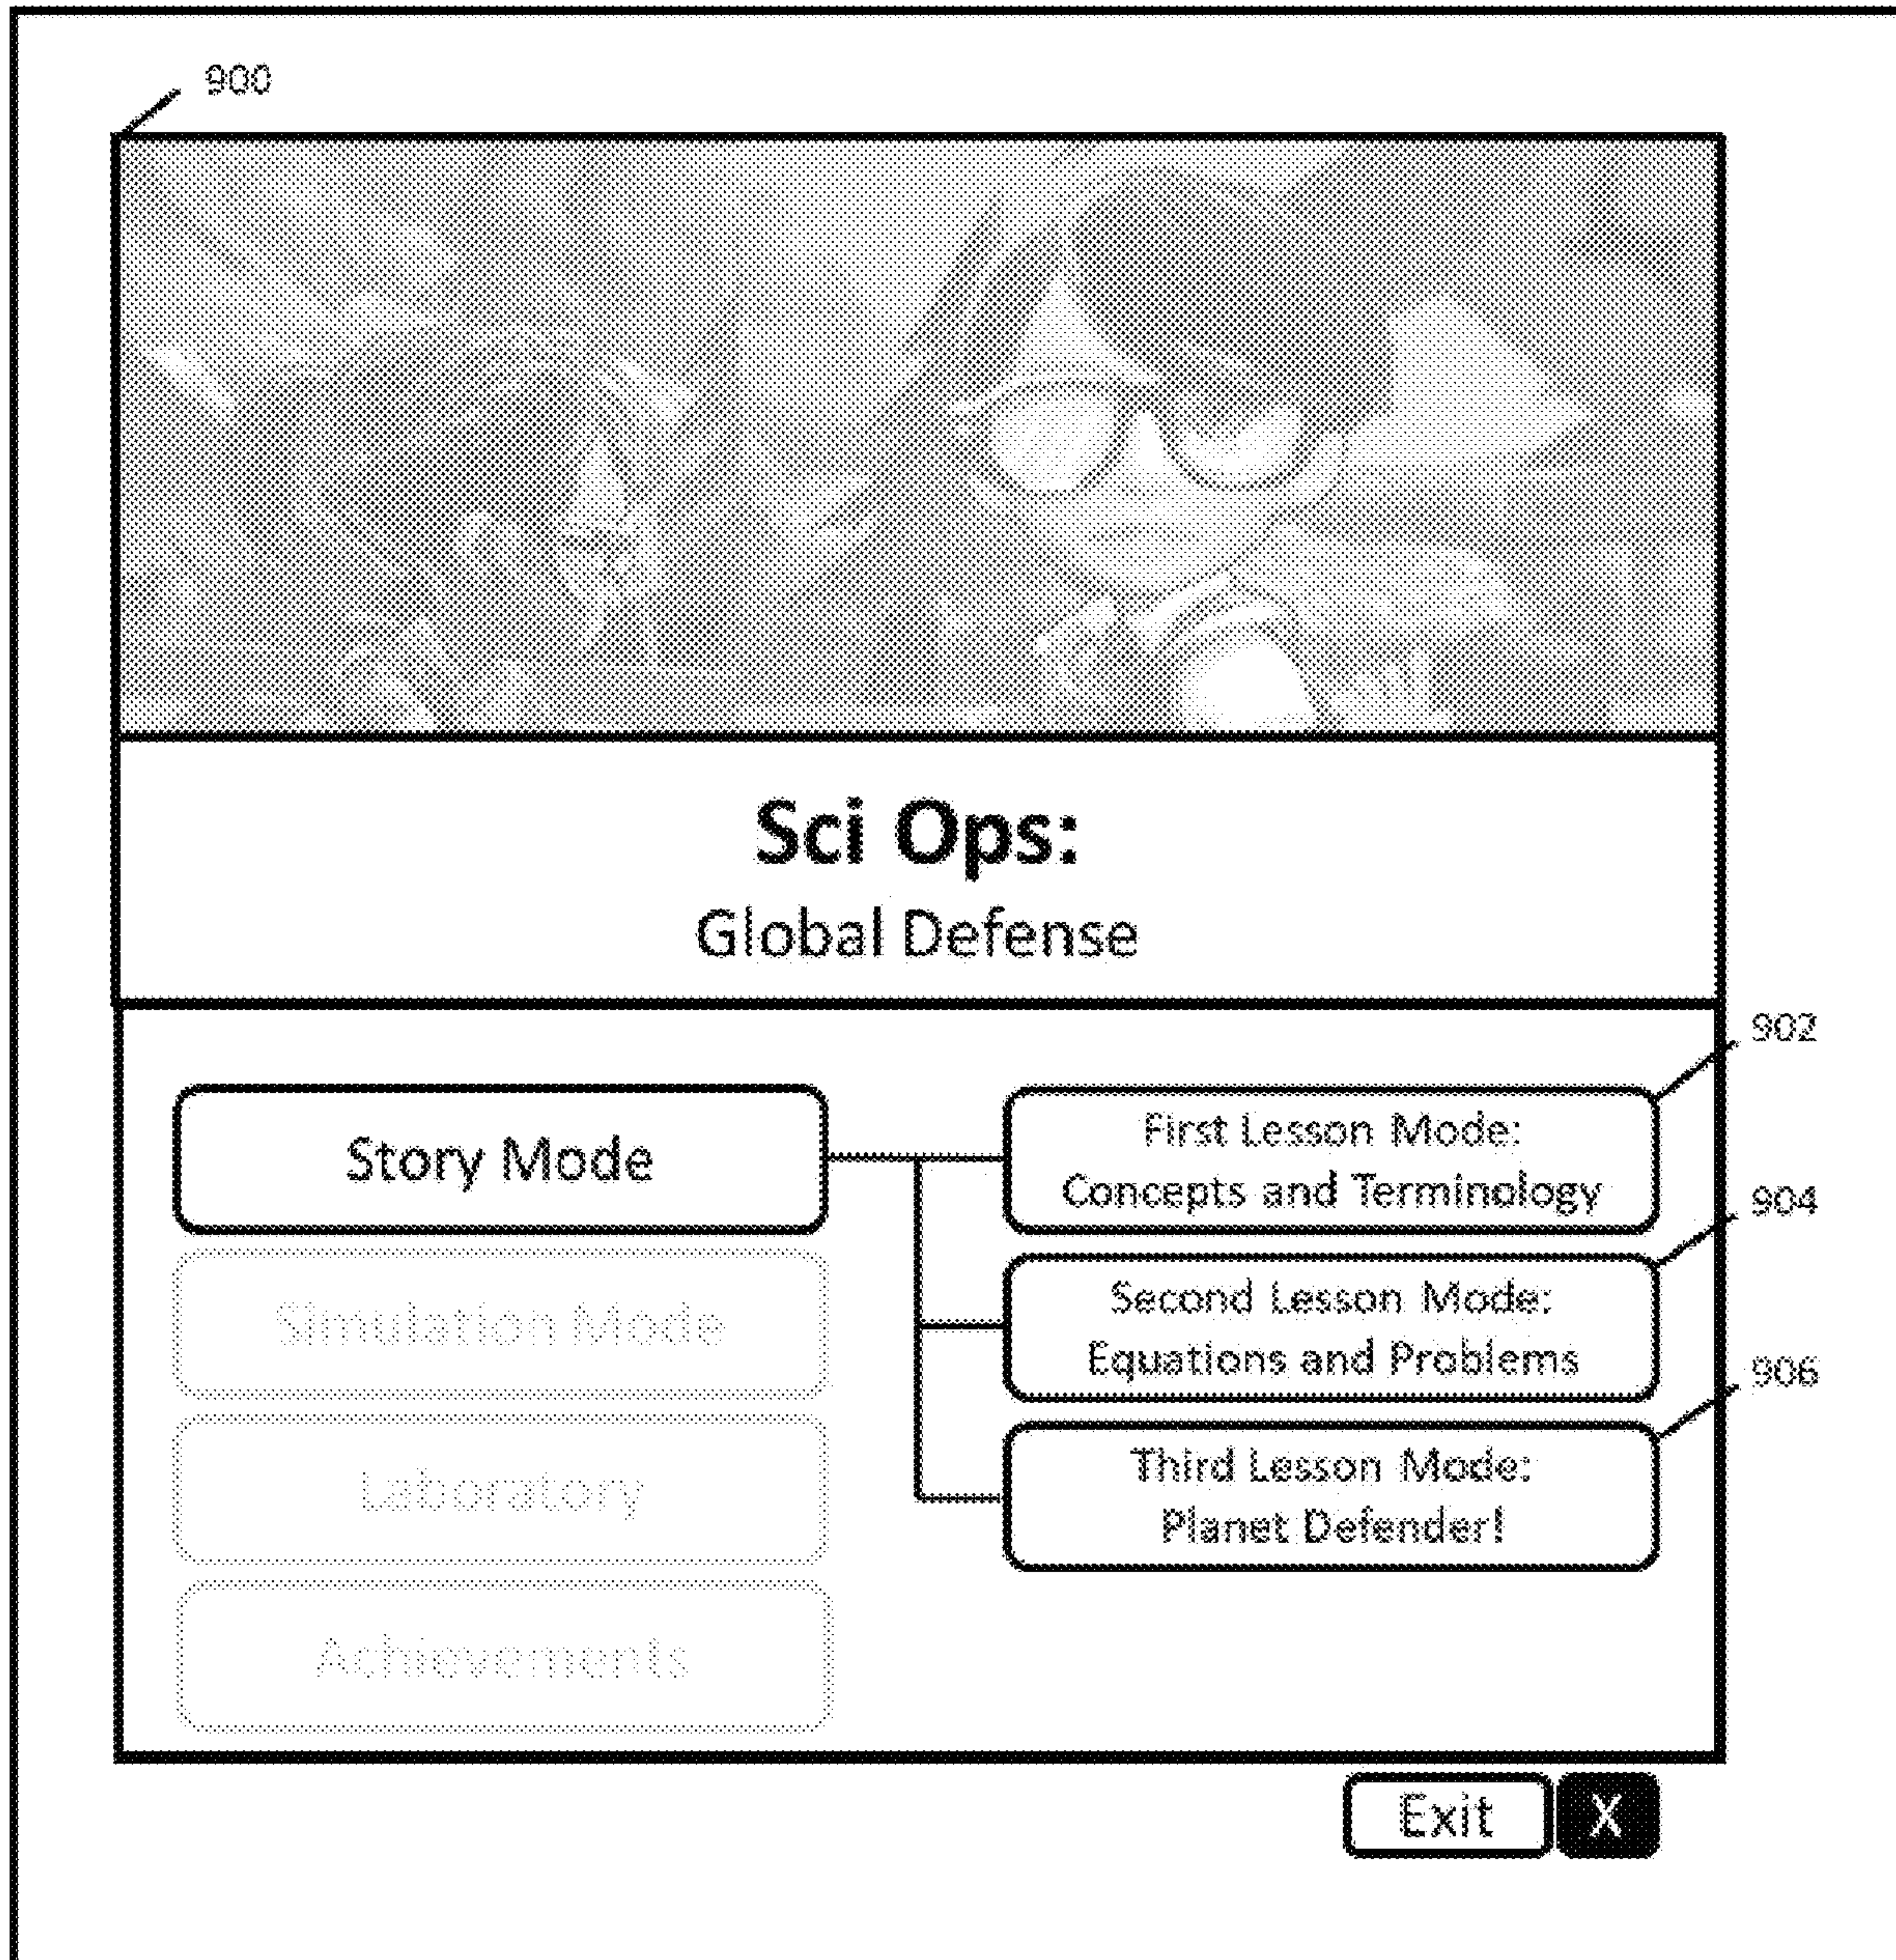 900
Sci Ops:
Global Defense
902
Story Mode
First Lesson Mode:
Concepts and Terminology
904
Simulation Mode
Second Lesson Mode:
Equations and Problems
906
Laboratory
Third Lesson Mode:
Planet Defender!
Achievements
Exit X